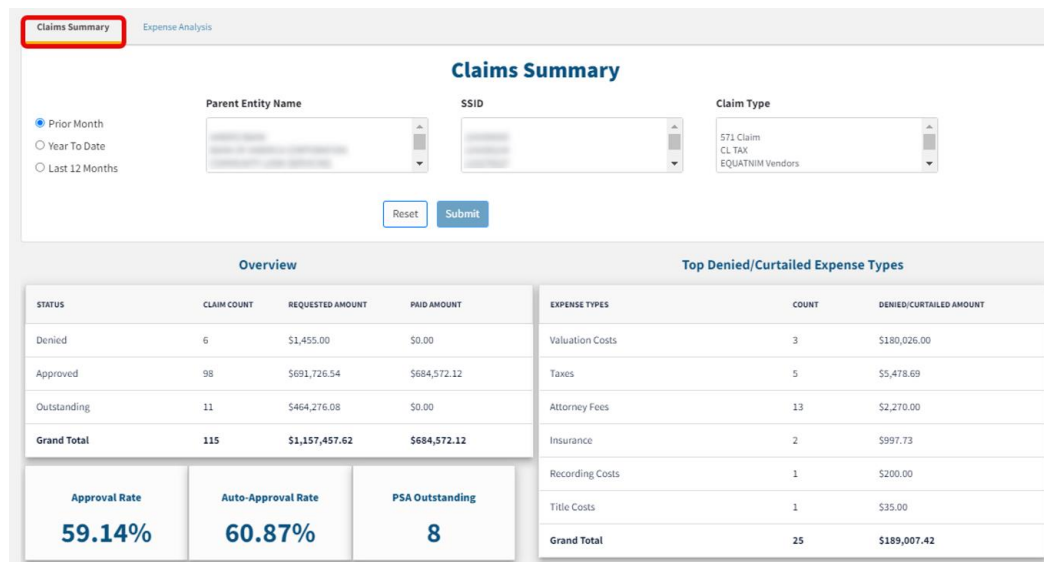 Claims Summary Expense Analysis
Claims Summary
Parent Entity Name SSID Claim Type
Prior Month
Year To Date
Last 12 Months
571 Claim
CL TAX
EQUATNIM Vendors
Reset Submit
Overview
STATUS CLAIM COUNT REQUESTED AMOUNT PAID AMOUNT
Denied 6 $1,455.00 $0.00
Approved 98 $691,726.54 $684,572.12
Outstanding 11 $464,276.08 $0.00
Grand Total 115 $1,157,457.62 $684,572.12
Approval Rate Auto-Approval Rate PSA Outstanding
59.14% 60.87% 8
Top Denied/Curtailed Expense Types
EXPENSE TYPES COUNT DENIED/CURTAILED AMOUNT
Valuation Costs 3 $180,026.00
Taxes 5 $5,478.69
Attorney Fees 13 $2,270.00
Insurance 2 $997.73
Recording Costs 1 $200.00
Title Costs 1 $35.00
Grand Total 25 $189,007.42